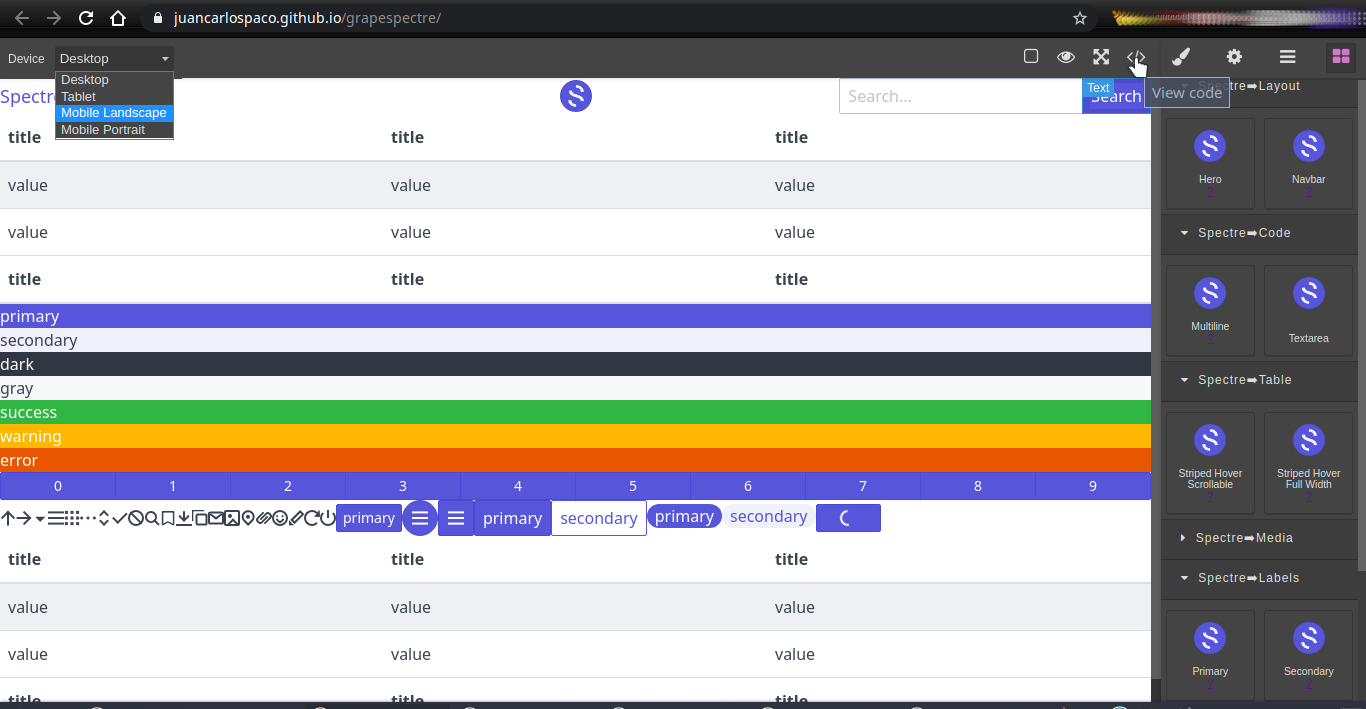 juancarlospaco.github.io/grapespectre/
Device Desktop
Desktop
Tablet
Mobile Landscape
Mobile Portrait
Spectr
Search...
Text
Search
View code
Spectre➡Layout
Hero
?
Navbar
?
title title title
value value value
value value value
title title title
Spectre➡Code
Multiline
?
Textarea
primary
secondary
dark
gray
success
warning
error
Spectre➡Table
Striped Hover
Scrollable
?
Striped Hover
Full Width
?
0 1 2 3 4 5 6 7 8 9
primary primary secondary primary secondary
Spectre➡Media
Spectre➡Labels
title title title
value value value
value value value
title title title
Primary
?
Secondary
?